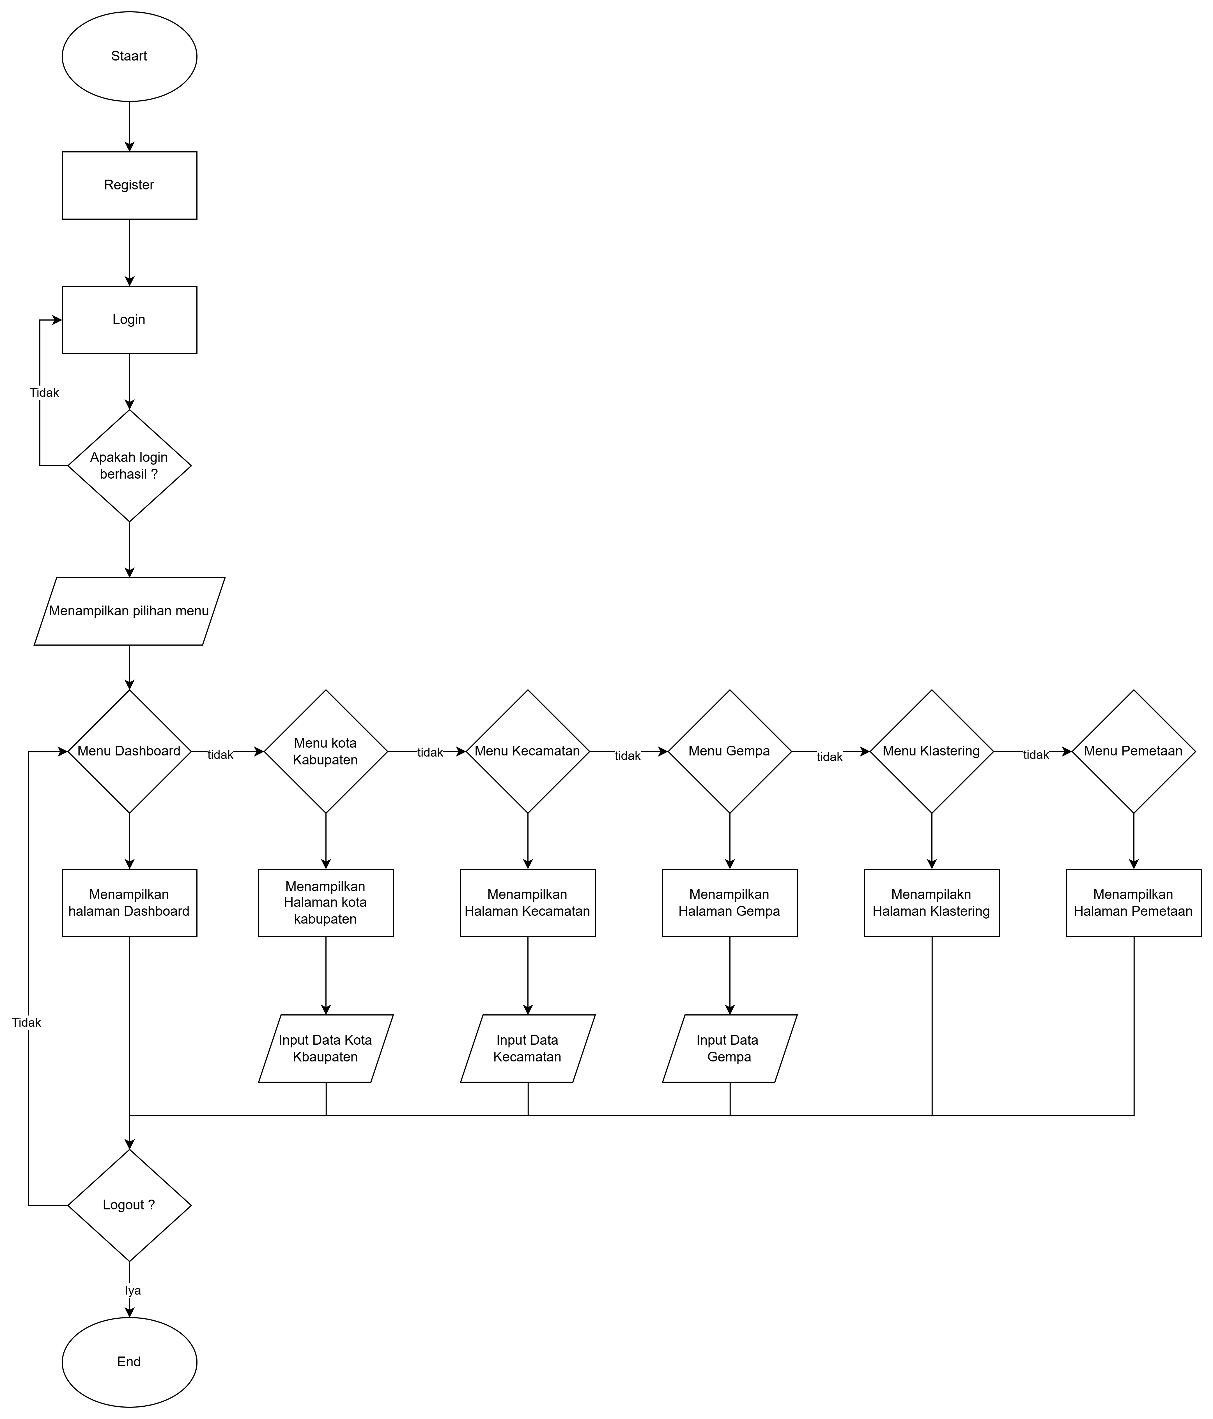 Staart
Register
Login
Tidak
Apakah login
berhasil ?
Menampilkan pilihan menu
Menu Dashboard
tidak
Menu kota
Kabupaten
tidak
Menu Kecamatan
tidak
Menu Gempa
tidak
Menu Klastering
tidak
Menu Pemetaan
Menampilkan
halaman Dashboard
Menampilkan
Halaman kota
kabupaten
Menampilkan
Halaman Kecamatan
Menampilkan
Halaman Gempa
Menampilakn
Halaman Klastering
Menampilkan
Halaman Pemetaan
Tidak
Input Data Kota
Kbaupaten
Input Data
Kecamatan
Input Data
Gempa
Logout ?
Iya
End